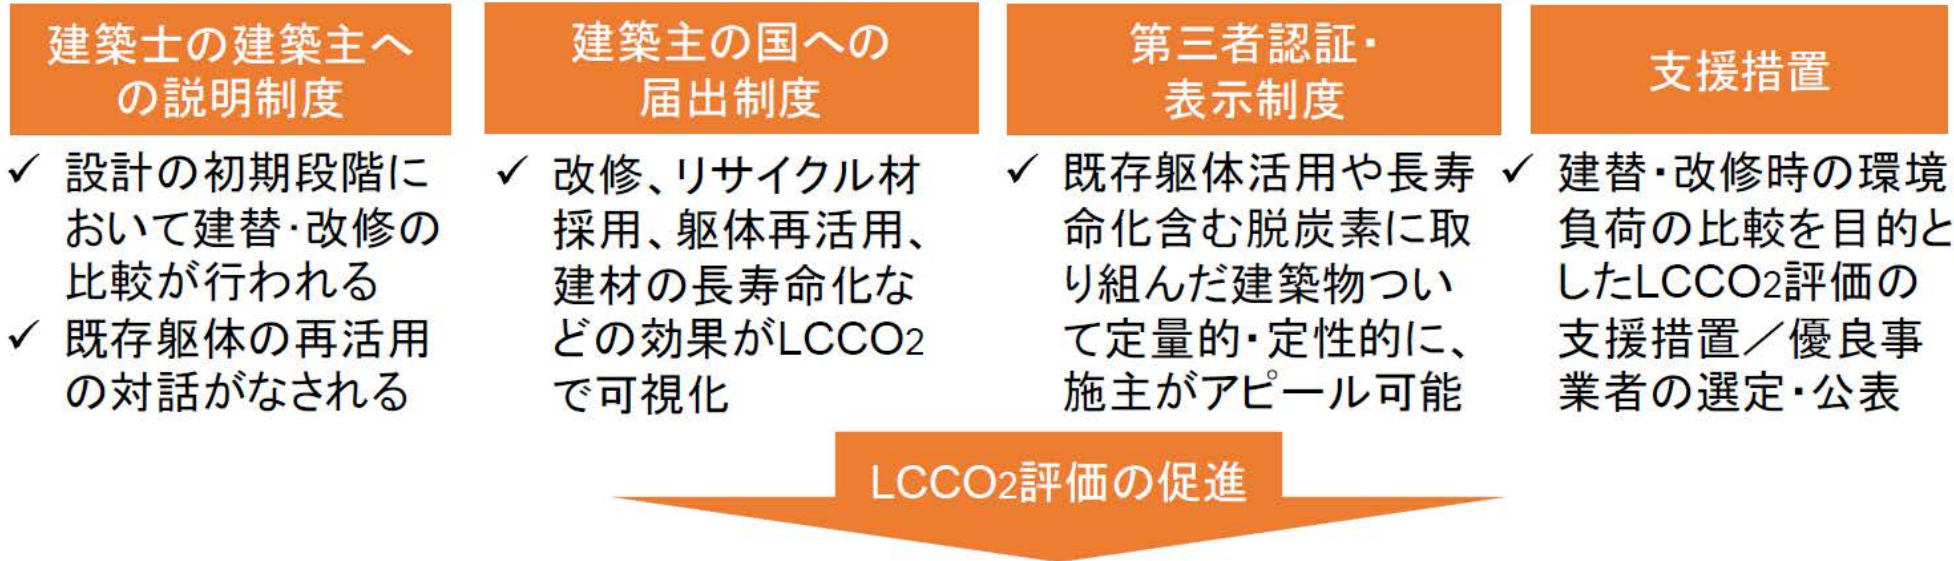 建築士の建築主へ
の説明制度
✓ 設計の初期段階に
おいて建替･改修の
比較が行われる
✓ 既存躯体の再活用
の対話がなされる
建築主の国への
届出制度
✓ 改修、リサイクル材
採用、躯体再活用、
建材の長寿命化な
どの効果がLCCO2
で可視化
第三者認証・
表示制度
✓ 既存躯体活用や長寿
命化含む脱炭素に取
り組んだ建築物つい
て定量的・定性的に、
施主がアピール可能
支援措置
✓ 建替・改修時の環境
負荷の比較を目的と
したLCCO2評価の
支援措置／優良事
業者の選定・公表
LCCO2評価の促進